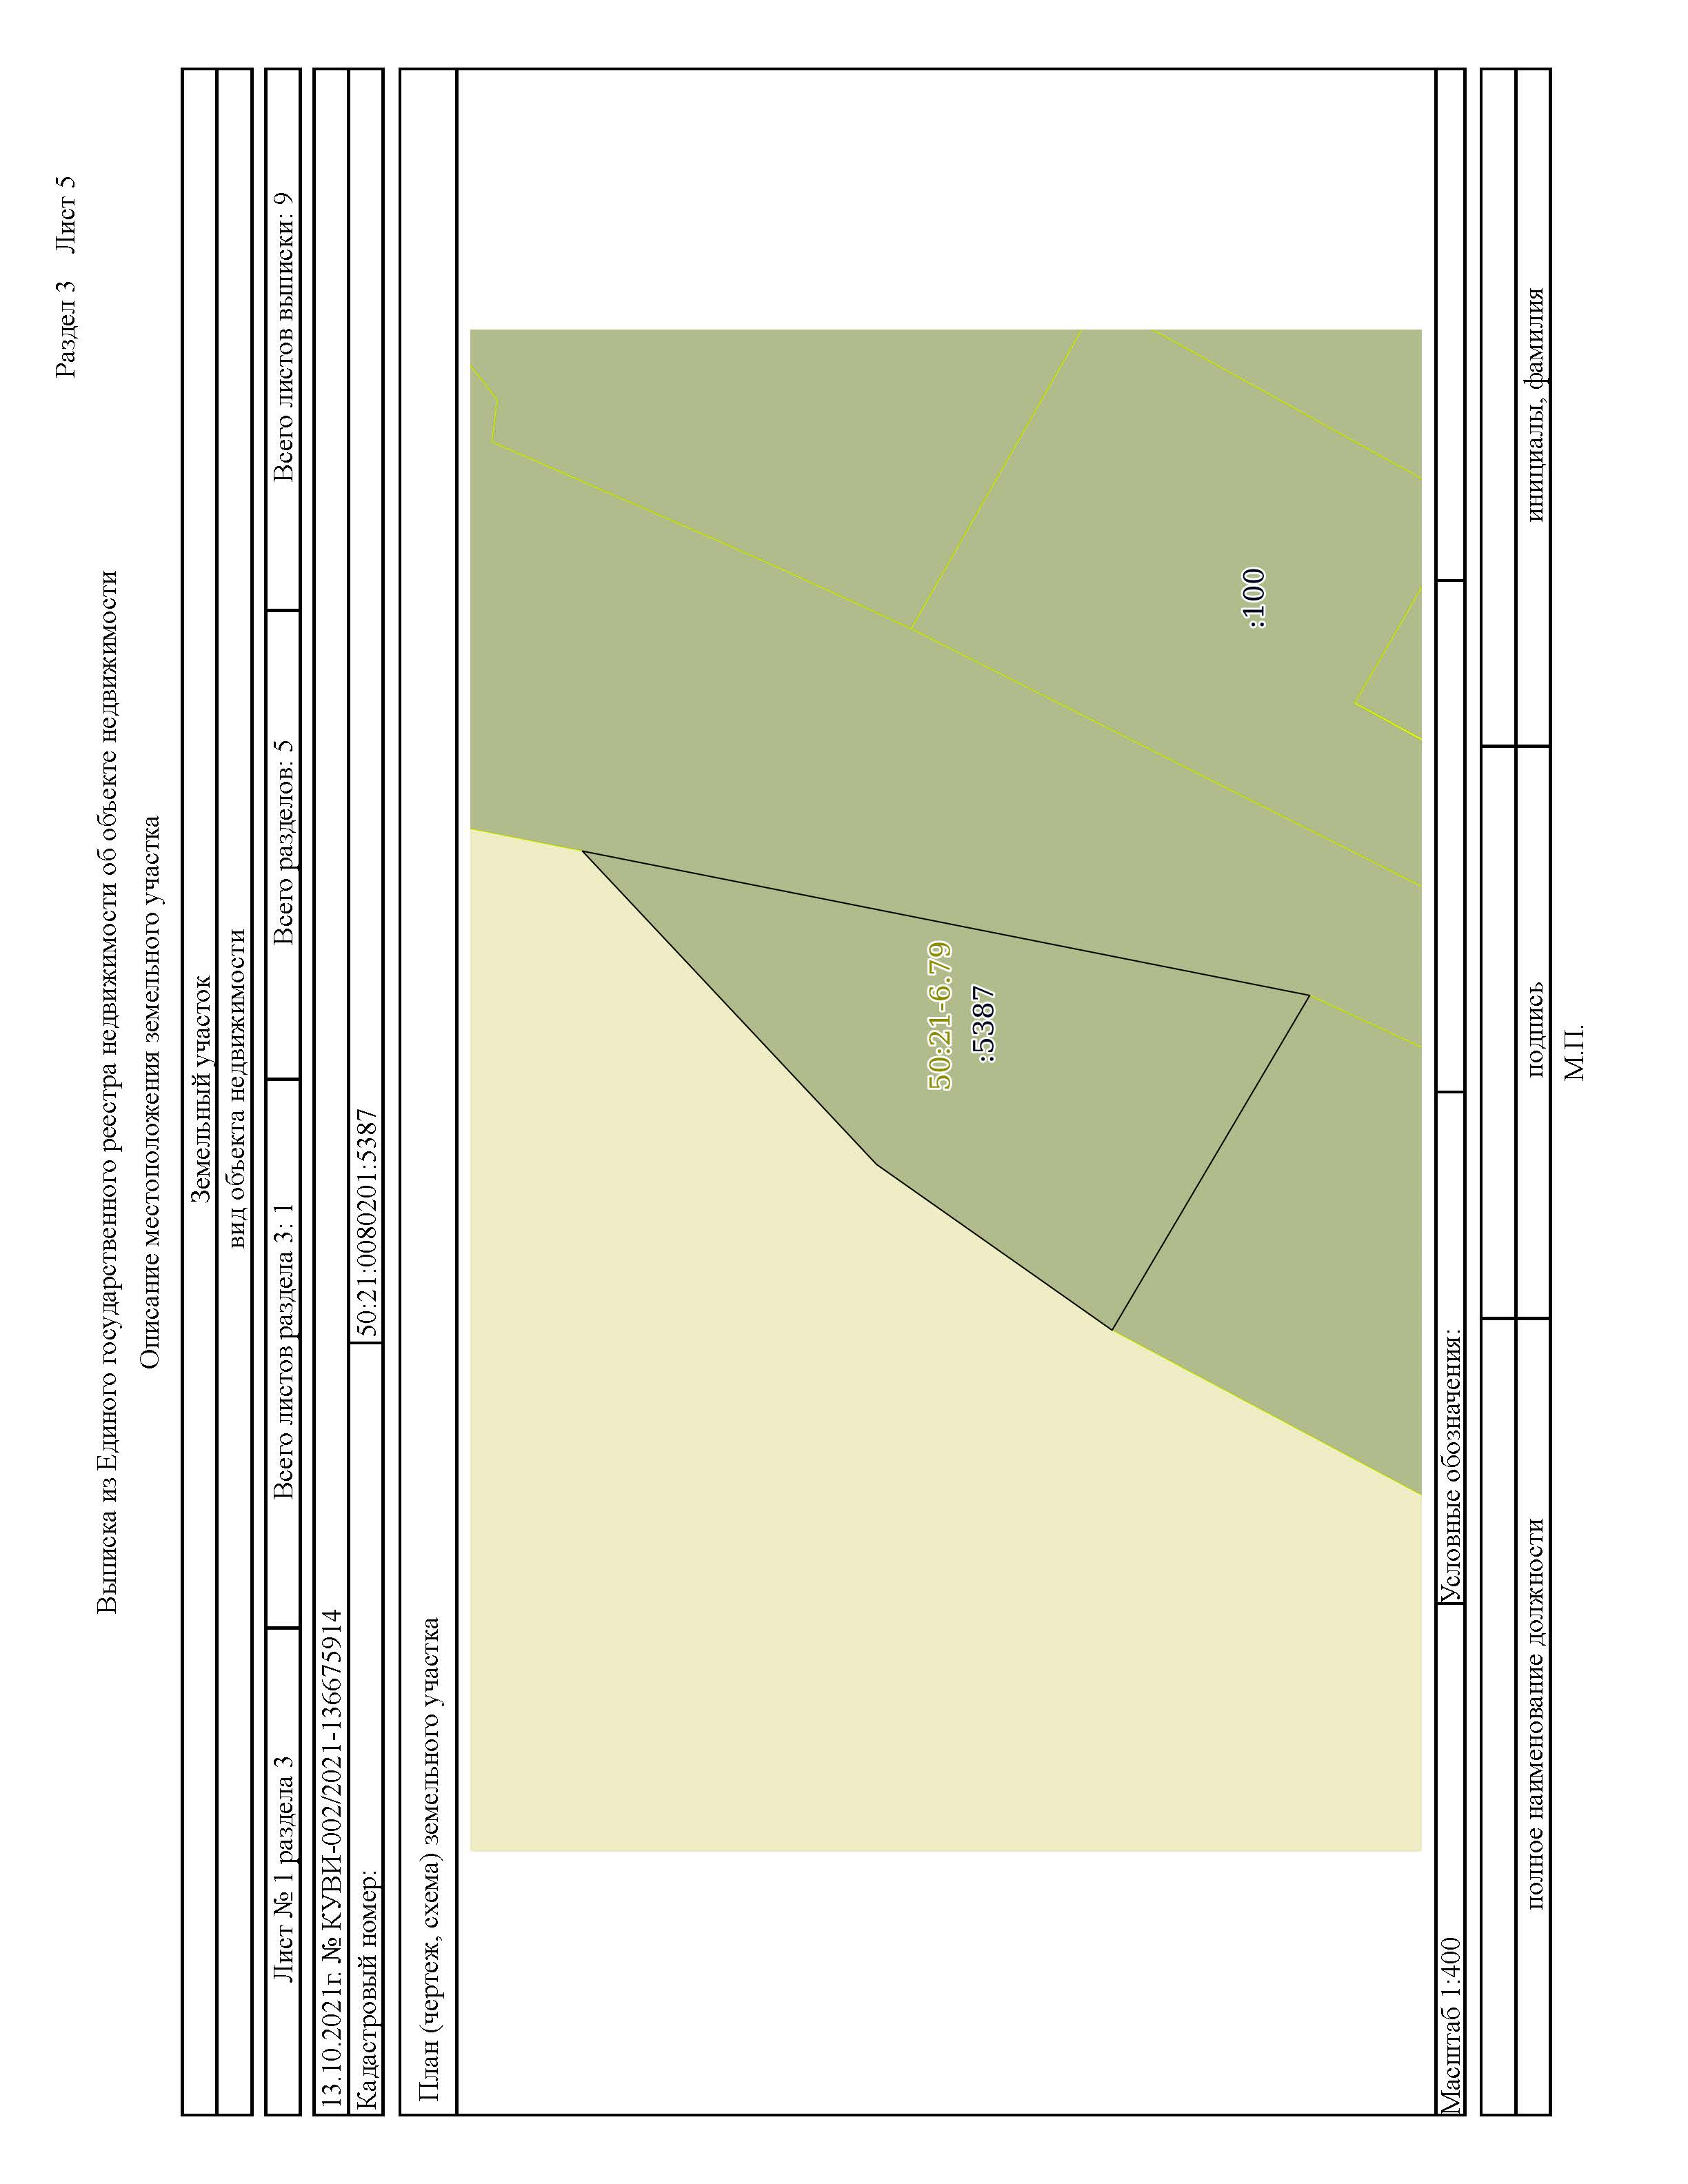 Раздел 3 Лист 5
Выписка из Единого государственного реестра недвижимости об объекте недвижимости
Описание местоположения земельного участка
Земельный участок
вид объекта недвижимости
Лист № 1 раздела 3 Всего листов раздела 3: 1 Всего разделов: 5 Всего листов выписки: 9
13.10.2021г. № КУВИ-002/2021-136675914
Кадастровый номер: 50:21:0080201:5387
План (чертеж, схема) земельного участка
50:21-6.79
:5387
:100
Масштаб 1:400 Условные обозначения:
полное наименование должности подпись инициалы, фамилия
М.П.